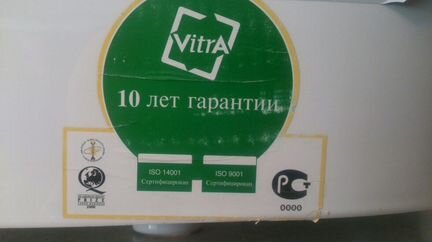 VitrA
10 лет гарантии
ISO 14001
Сертифицирован
ISO 9001
Сертифицирован
0000